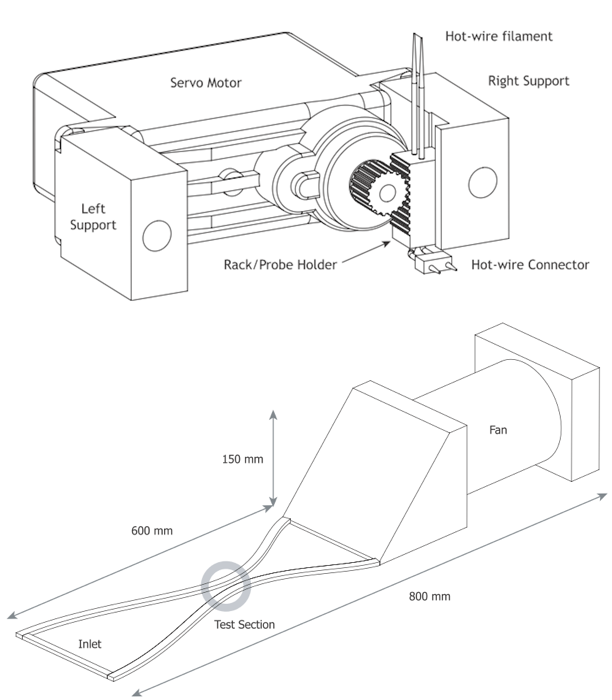 Hot-wire filament
Servo Motor
Right Support
Left
Support
Rack/Probe Holder
Hot-wire Connector
Fan
150 mm
600 mm
800 mm
Test Section
Inlet